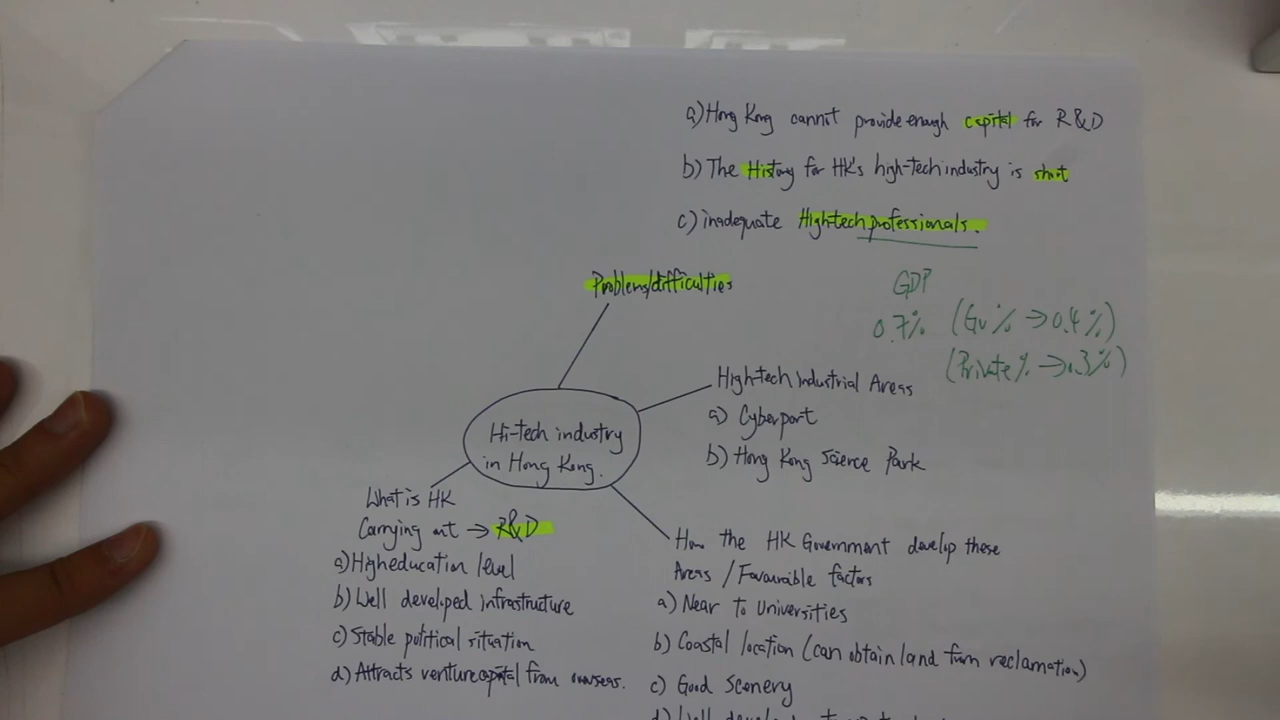 a) Hong Kong cannot provide enough capital for R&D
b) The History for HK's high-tech industry is short
c) inadequate High-tech professionals.
Problems/difficulties
GDP
0.7% (Gv % → 0.4%)
(Private % → 0.3%)
High-tech Industrial Areas
a) Cyberport
b) Hong Kong Science Park
Hi-tech industry
in Hong Kong.
What is HK
Carrying out → R&D
a) High education level
b) Well developed infrastructure
c) Stable political situation
d) Attracts venture capital from overseas.
How the HK Government develop these
Areas / Favourable factors
a) Near to Universities
b) Coastal location (can obtain land from reclamation)
c) Good Scenery
d) Well